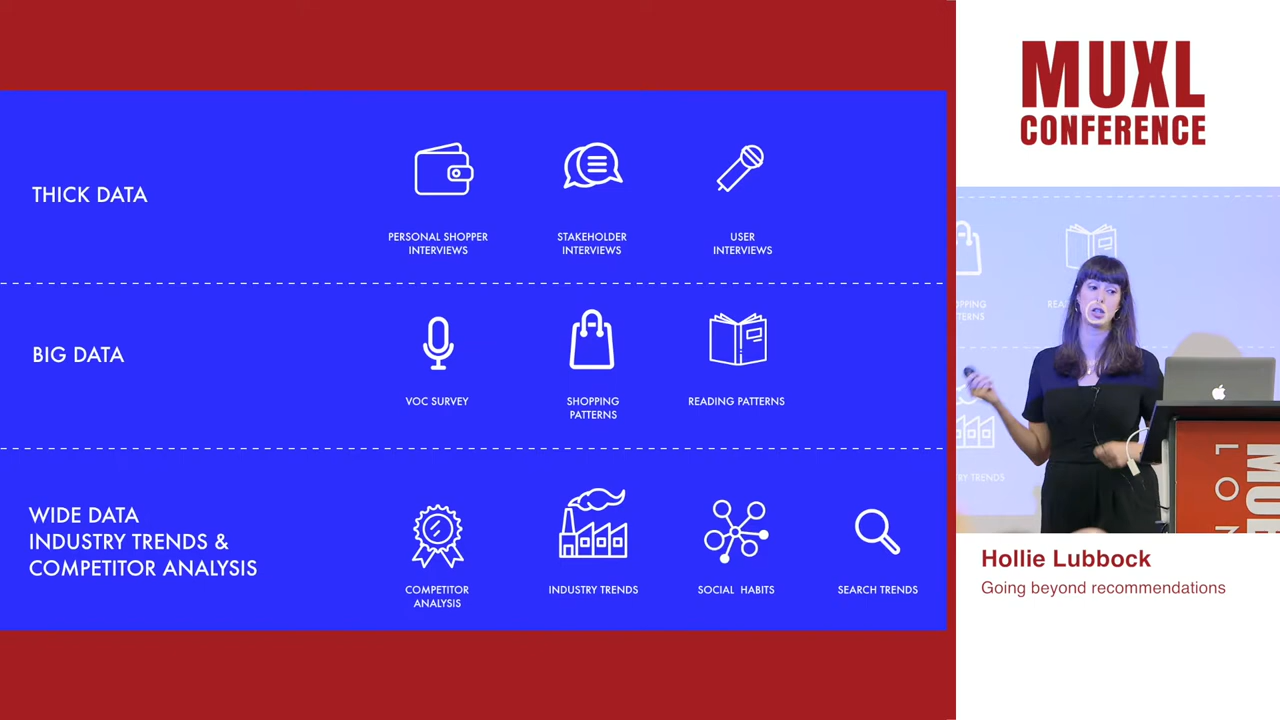 THICK DATA
PERSONAL SHOPPER
INTERVIEWS
STAKEHOLDER
INTERVIEWS
USER
INTERVIEWS
BIG DATA
VOC SURVEY
SHOPPING
PATTERNS
READING PATTERNS
WIDE DATA
INDUSTRY TRENDS &
COMPETITOR ANALYSIS
COMPETITOR
ANALYSIS
INDUSTRY TRENDS
SOCIAL HABITS
SEARCH TRENDS
MUXL
CONFERENCE
Hollie Lubbock
Going beyond recommendations